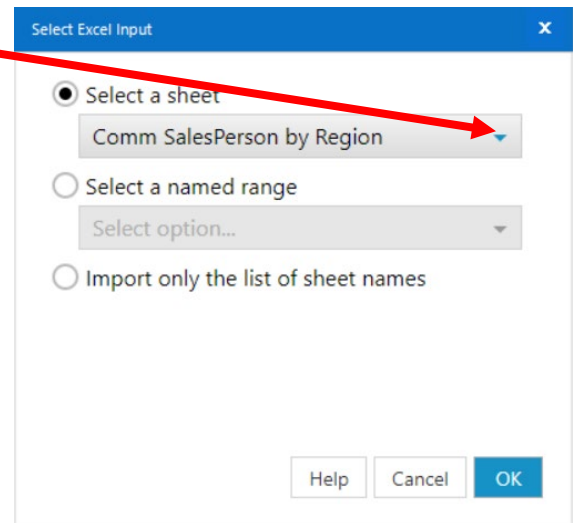 Select Excel Input
Select a sheet
Comm SalesPerson by Region
Select a named range
Select option...
Import only the list of sheet names
Help Cancel OK